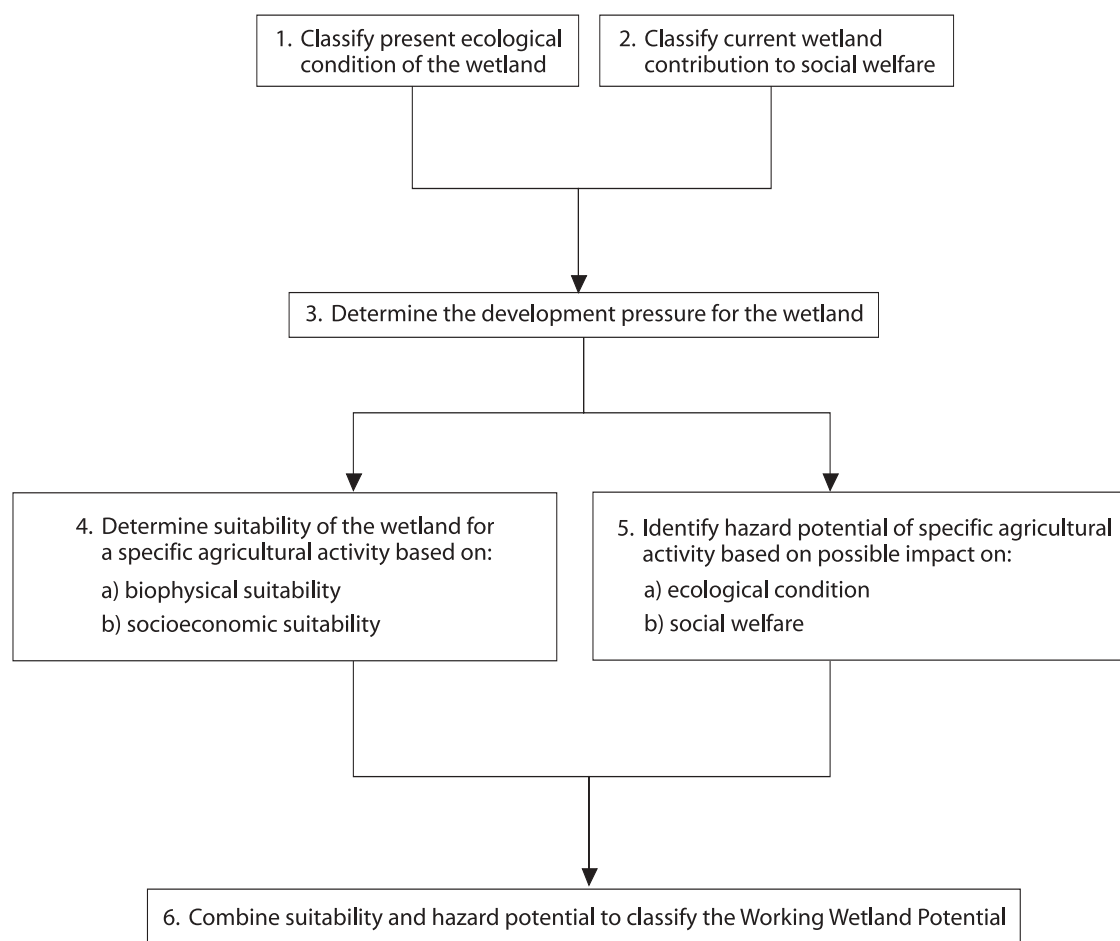 1. Classify present ecological
condition of the wetland
2. Classify current wetland
contribution to social welfare
3. Determine the development pressure for the wetland
4. Determine suitability of the wetland for
a specific agricultural activity based on:
a) biophysical suitability
b) socioeconomic suitability
5. Identify hazard potential of specific agricultural
activity based on possible impact on:
a) ecological condition
b) social welfare
6. Combine suitability and hazard potential to classify the Working Wetland Potential